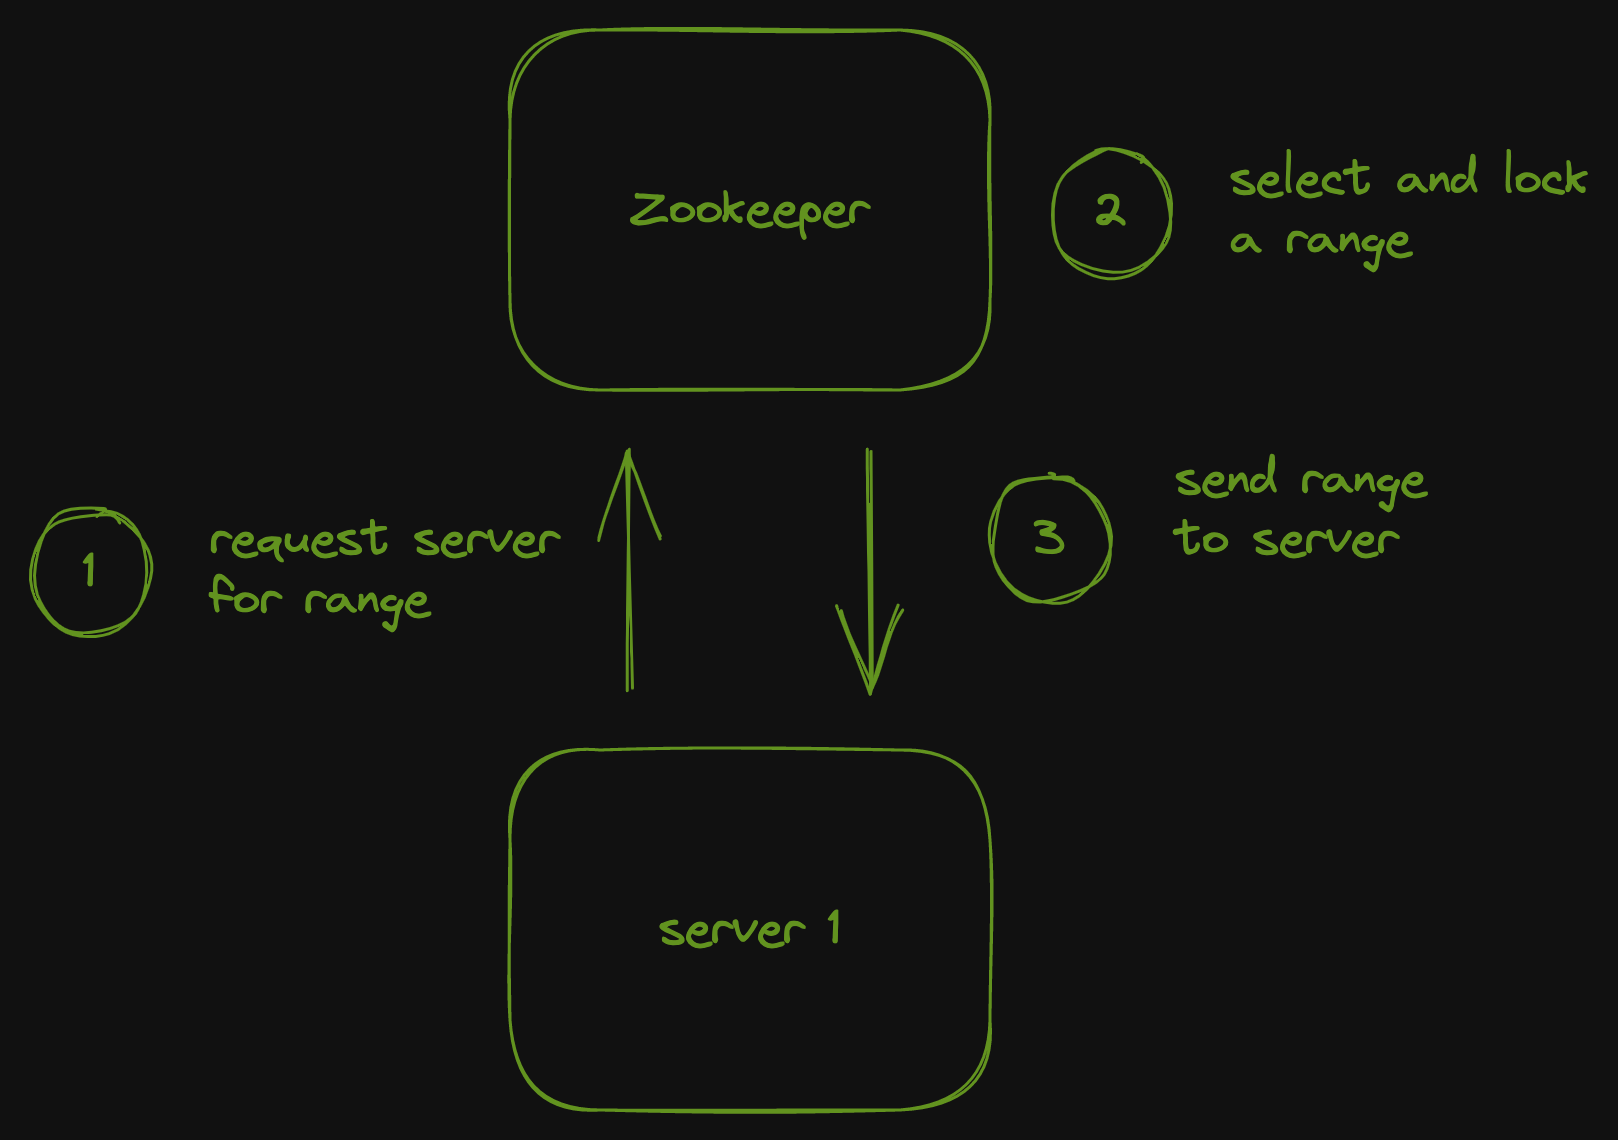 Zookeeper
2
select and lock
a range
1
request server
for range
3
send range
to server
server 1